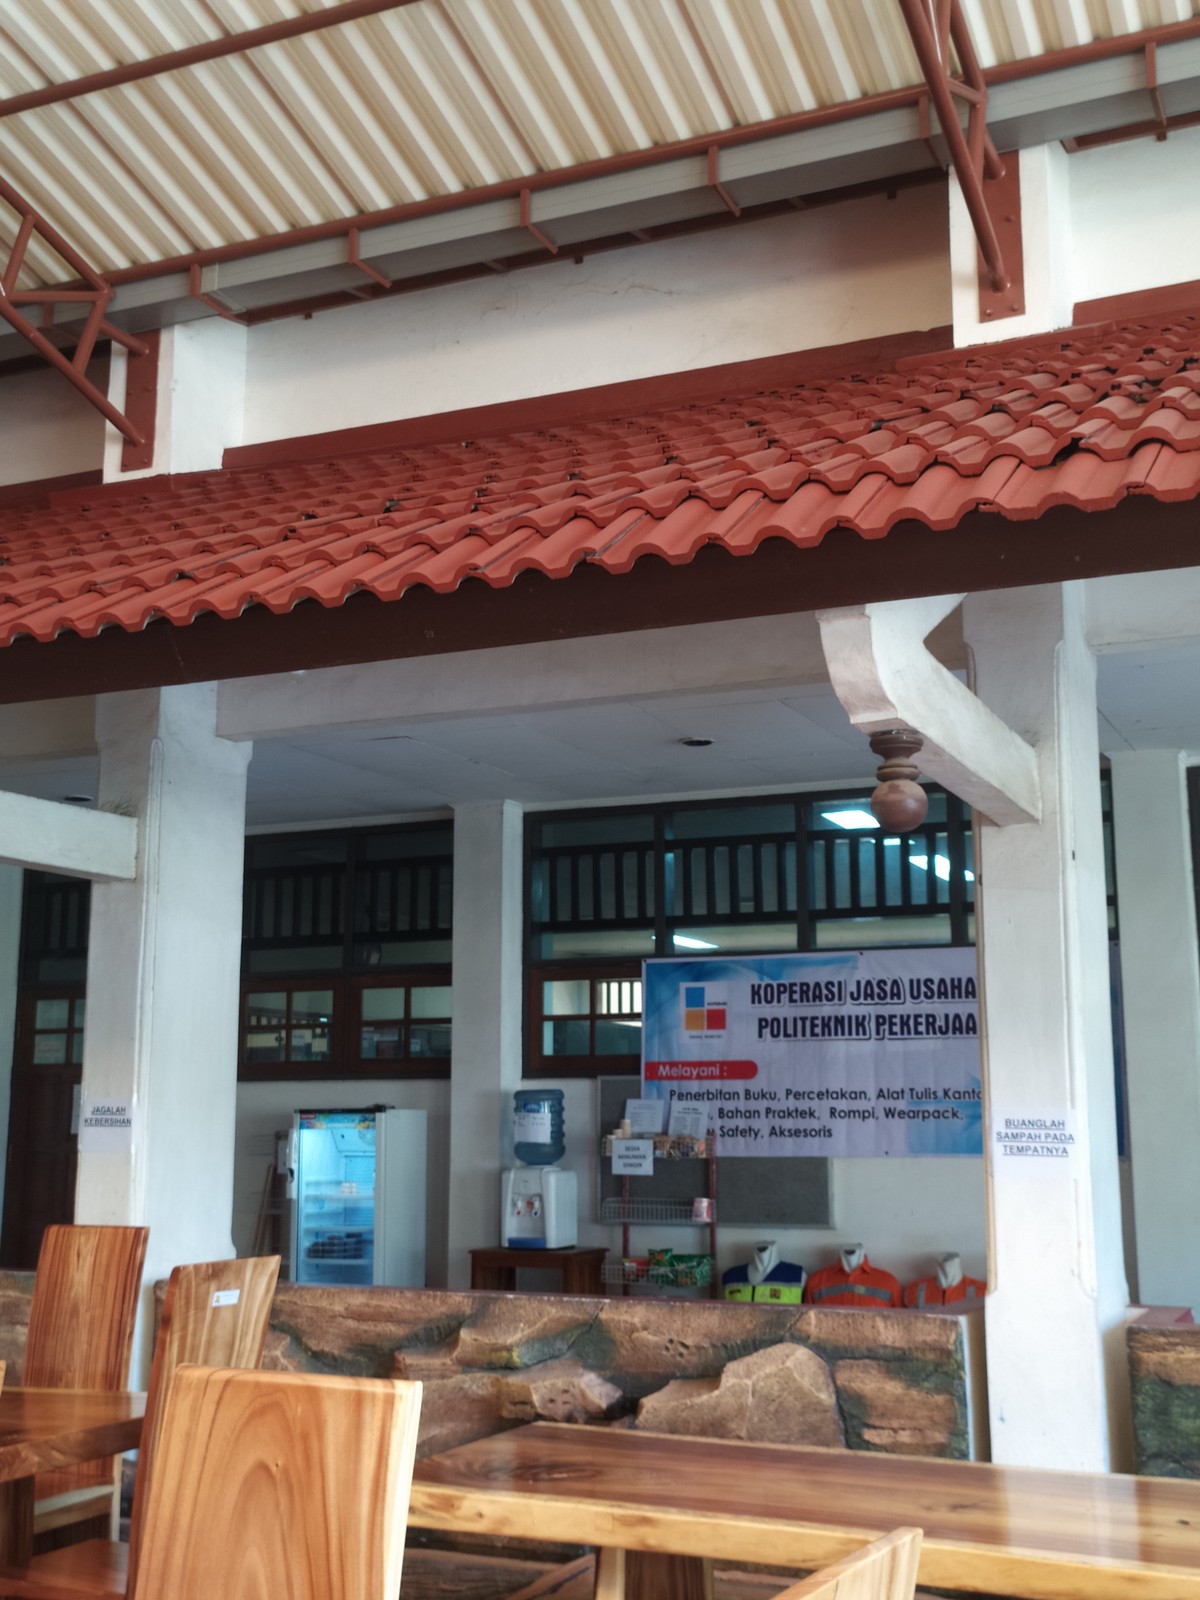 KOPERASI JASA USAHA
POLITEKNIK PEKERJAA
KOPERASI
Melayani :
Penerbitan Buku, Percetakan, Alat Tulis Kanto
, Bahan Praktek, Rompi, Wearpack,
Safety, Aksesoris
JAGALAH
KEBERSIHAN
BUANGLAH
SAMPAH PADA
TEMPATNYA